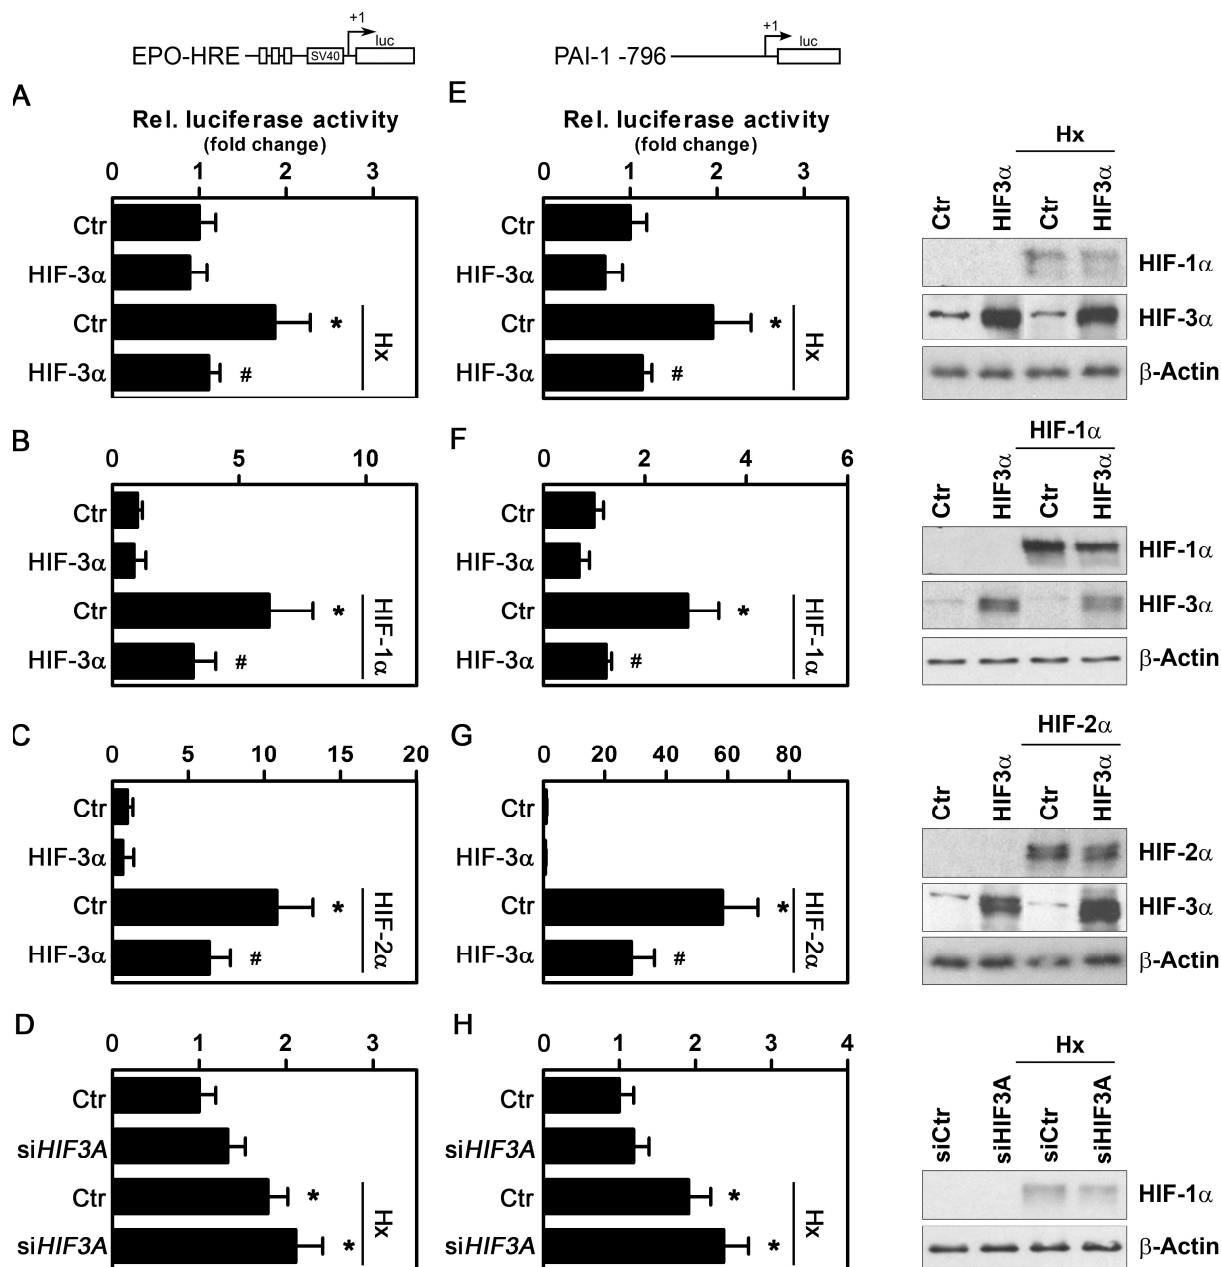 EPO-HRE SV40 +1 luc
PAI-1 -796 +1 luc
A
Rel. luciferase activity
(fold change)
0 1 2 3
Ctr
HIF-3α
Ctr *
HIF-3α #
Hx
E
Rel. luciferase activity
(fold change)
0 1 2 3
Ctr
HIF-3α
Ctr *
HIF-3α #
Hx
Hx
Ctr HIF3α Ctr HIF3α
HIF-1α
HIF-3α
β-Actin
B
0 5 10
Ctr
HIF-3α
Ctr *
HIF-3α #
HIF-1α
F
0 2 4 6
Ctr
HIF-3α
Ctr *
HIF-3α #
HIF-1α
HIF-1α
Ctr HIF3α Ctr HIF3α
HIF-1α
HIF-3α
β-Actin
C
0 5 10 15 20
Ctr
HIF-3α
Ctr *
HIF-3α #
HIF-2α
G
0 20 40 60 80
Ctr
HIF-3α
Ctr *
HIF-3α #
HIF-2α
HIF-2α
Ctr HIF3α Ctr HIF3α
HIF-2α
HIF-3α
β-Actin
D
0 1 2 3
Ctr
siHIF3A
Ctr *
siHIF3A *
Hx
H
0 1 2 3 4
Ctr
siHIF3A
Ctr *
siHIF3A *
Hx
Hx
siCtr siHIF3A siCtr siHIF3A
HIF-1α
β-Actin